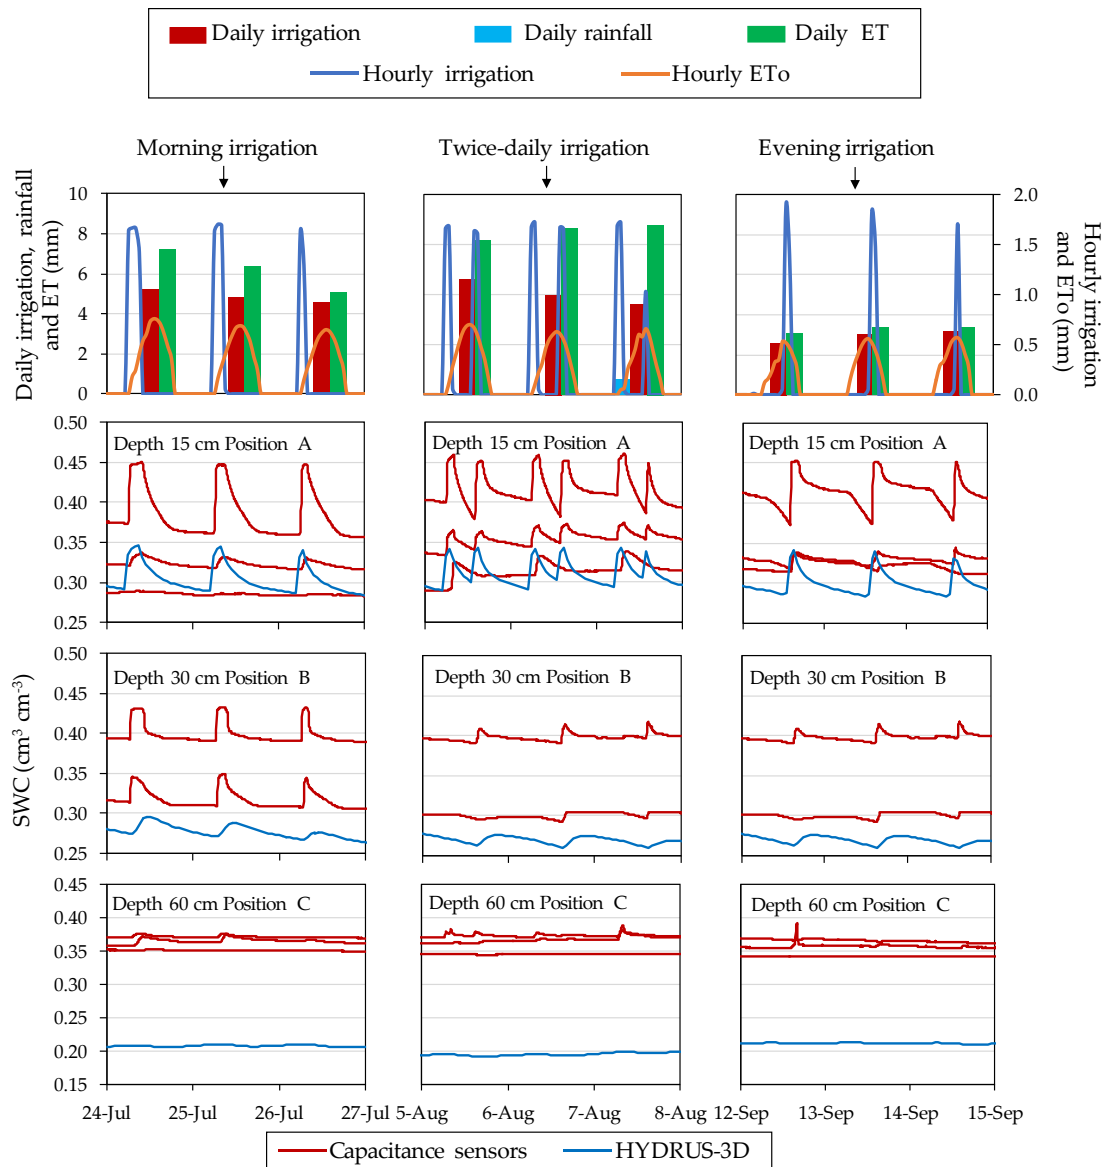 Daily irrigation Daily rainfall Daily ET
Hourly irrigation Hourly ETo
Morning irrigation Twice-daily irrigation Evening irrigation
Daily irrigation, rainfall
and ET (mm)
10
8
6
4
2
0
2.0
1.5
1.0
0.5
0.0
Hourly irrigation
and ETo (mm)
SWC (cm³ cm⁻³)
0.50
0.45
0.40
0.35
0.30
0.25
Depth 15 cm Position A
Depth 15 cm Position A
Depth 15 cm Position A
0.50
0.45
0.40
0.35
0.30
0.25
Depth 30 cm Position B
Depth 30 cm Position B
Depth 30 cm Position B
0.45
0.40
0.35
0.30
0.25
0.20
0.15
Depth 60 cm Position C
Depth 60 cm Position C
Depth 60 cm Position C
24-Jul 25-Jul 26-Jul 27-Jul 5-Aug 6-Aug 7-Aug 8-Aug 12-Sep 13-Sep 14-Sep 15-Sep
Capacitance sensors HYDRUS-3D